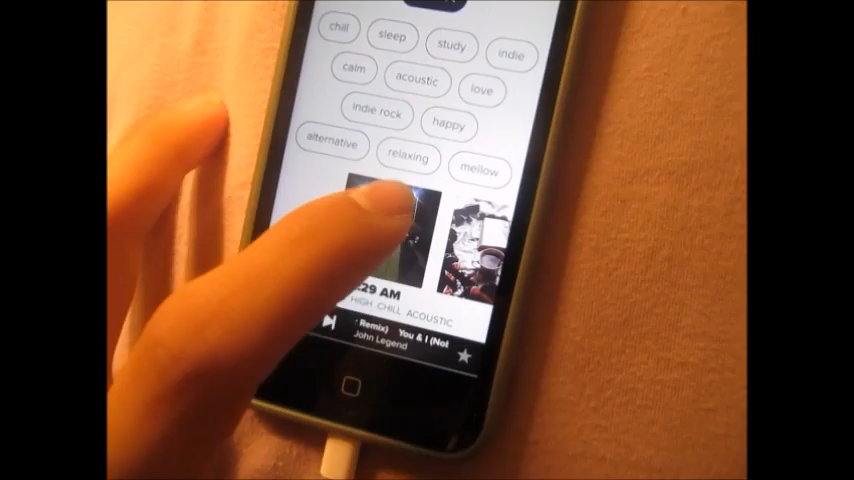 chill sleep study indie
calm acoustic love
indie rock happy
alternative relaxing mellow
:29 AM
HIGH CHILL ACOUSTIC
Remix) You & I (Not
John Legend